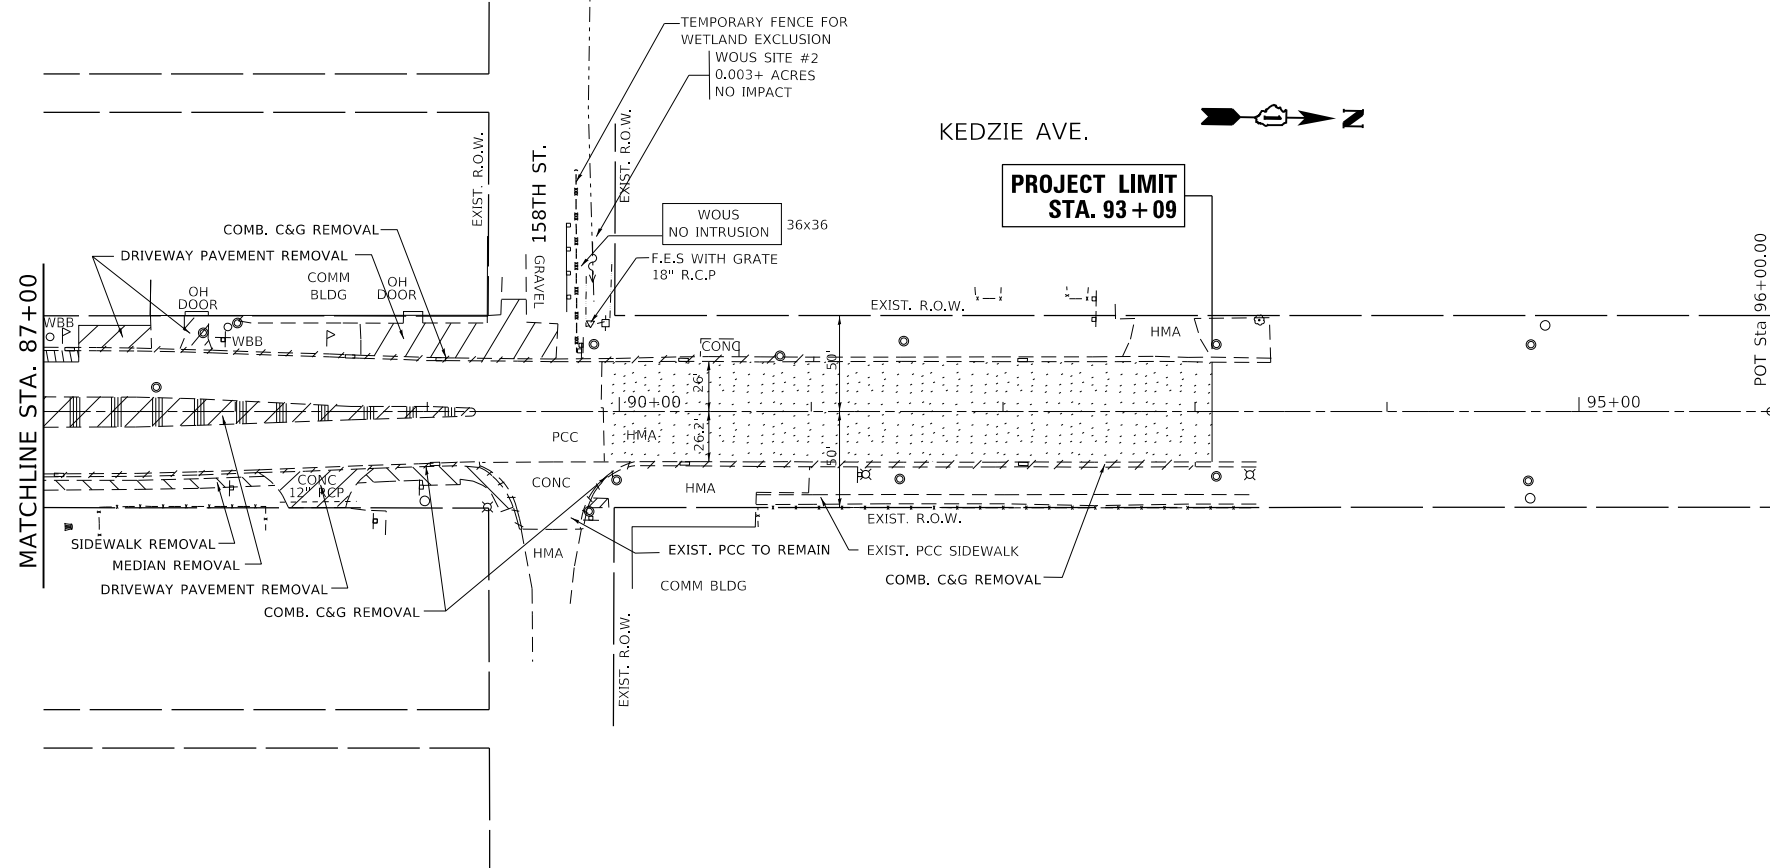 TEMPORARY FENCE FOR
WETLAND EXCLUSION
WOUS SITE #2
0.003+ ACRES
NO IMPACT
KEDZIE AVE.
N
PROJECT LIMIT
STA. 93+09
EXIST. R.O.W.
158TH ST.
GRAVEL
EXIST. R.O.W.
WOUS
NO INTRUSION
36x36
F.E.S WITH GRATE
18" R.C.P
COMB. C&G REMOVAL
DRIVEWAY PAVEMENT REMOVAL
COMM
BLDG
OH
DOOR
OH
DOOR
WBB
WBB
MATCHLINE STA. 87+00
EXIST. R.O.W.
HMA
CONC
50'
26'
90+00
95+00
POT Sta 96+00.00
PCC
HMA
26.2'
50'
CONC
12" RCP
CONC
HMA
EXIST. R.O.W.
SIDEWALK REMOVAL
MEDIAN REMOVAL
DRIVEWAY PAVEMENT REMOVAL
COMB. C&G REMOVAL
HMA
EXIST. PCC TO REMAIN
EXIST. PCC SIDEWALK
COMB. C&G REMOVAL
COMM BLDG
EXIST. R.O.W.